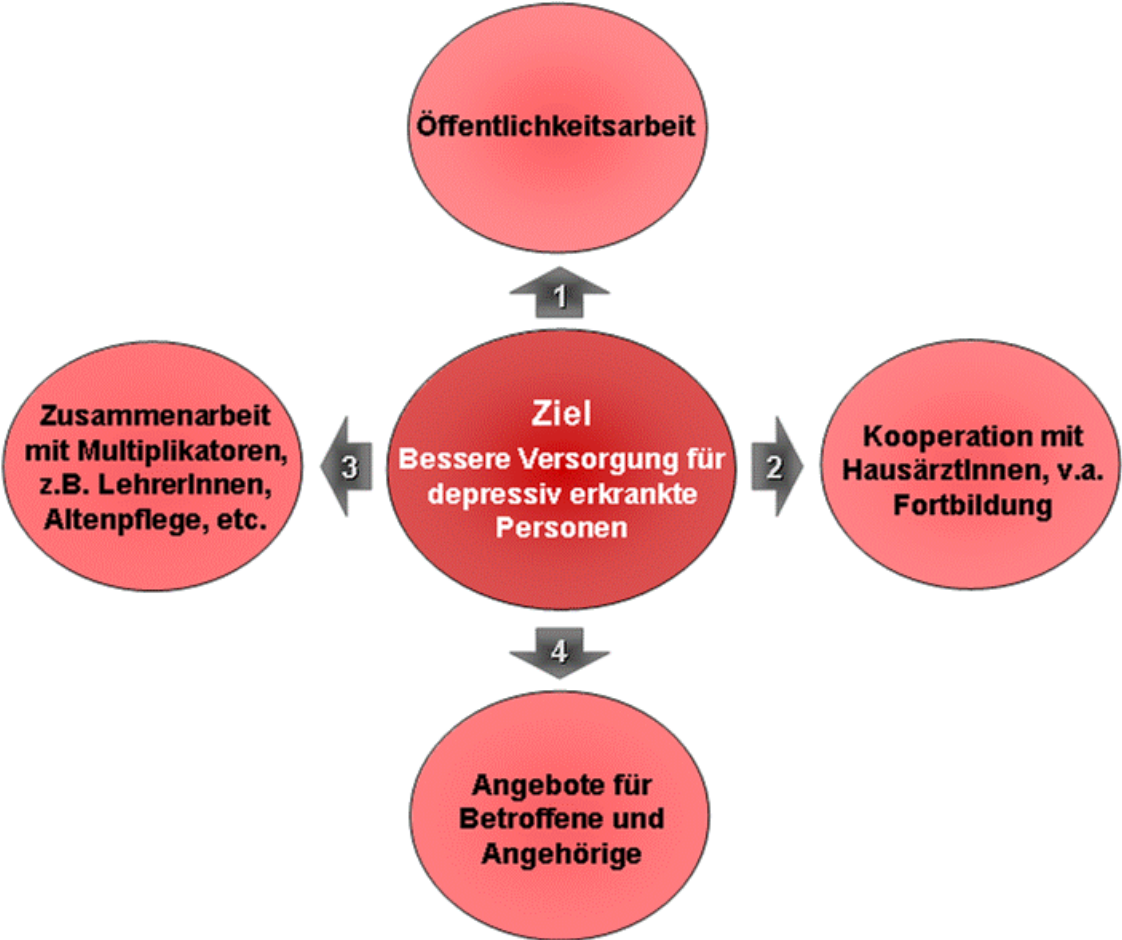 Öffentlichkeitsarbeit
1
Zusammenarbeit
mit Multiplikatoren,
z.B. LehrerInnen,
Altenpflege, etc.
3
Ziel
Bessere Versorgung für
depressiv erkrankte
Personen
2
Kooperation mit
HausärztInnen, v.a.
Fortbildung
4
Angebote für
Betroffene und
Angehörige